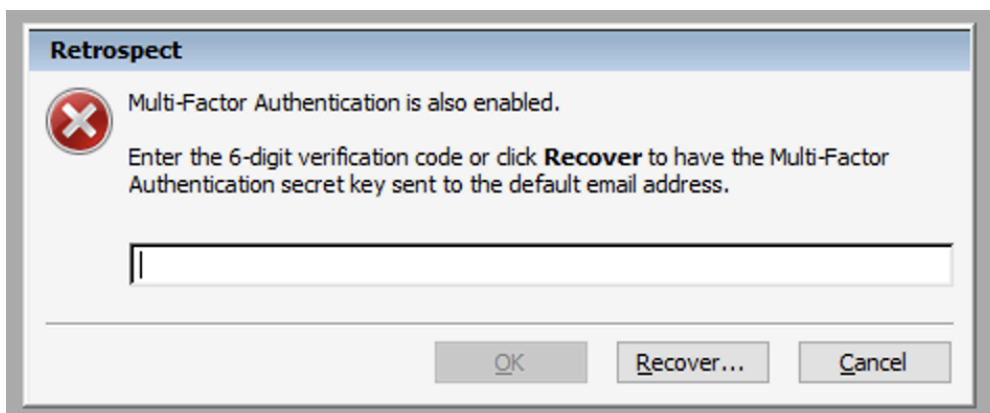 Retrospect
Multi-Factor Authentication is also enabled.
Enter the 6-digit verification code or click Recover to have the Multi-Factor
Authentication secret key sent to the default email address.
OK
Recover...
Cancel